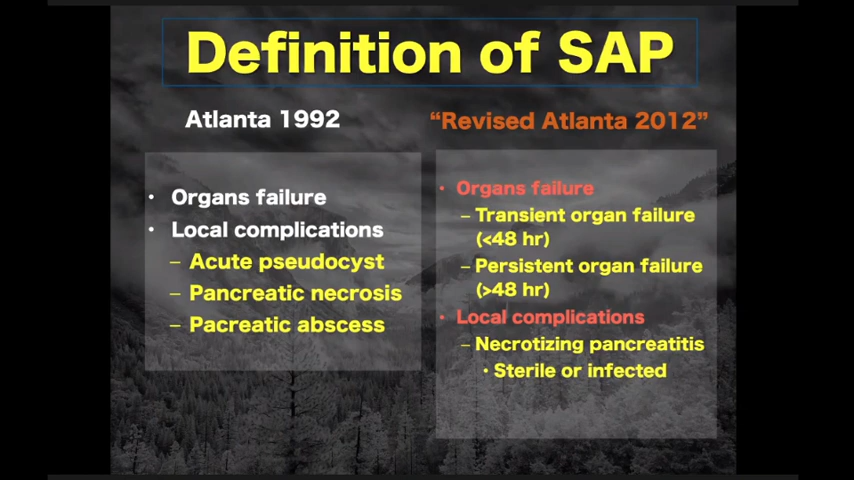 Definition of SAP
Atlanta 1992
• Organs failure
• Local complications
– Acute pseudocyst
– Pancreatic necrosis
– Pacreatic abscess
“Revised Atlanta 2012”
• Organs failure
– Transient organ failure
(<48 hr)
– Persistent organ failure
(>48 hr)
• Local complications
– Necrotizing pancreatitis
• Sterile or infected